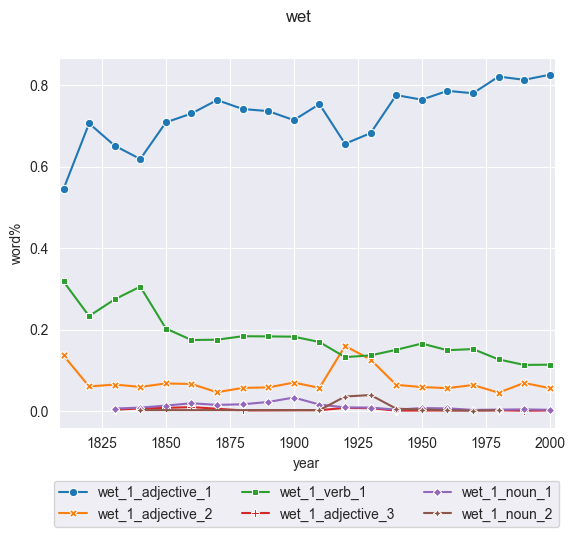 wet
0.8
0.6
0.4
0.2
0.0
word%
1825 1850 1875 1900 1925 1950 1975 2000
year
wet_1_adjective_1 wet_1_verb_1 wet_1_noun_1
wet_1_adjective_2 wet_1_adjective_3 wet_1_noun_2